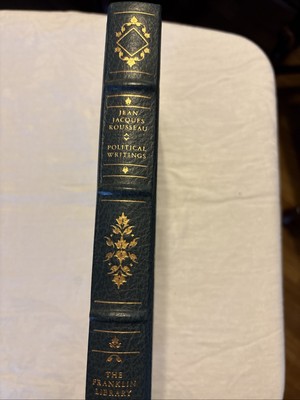 JEAN
JACQUES
ROUSSEAU
POLITICAL
WRITINGS
THE
FRANKLIN
LIBRARY